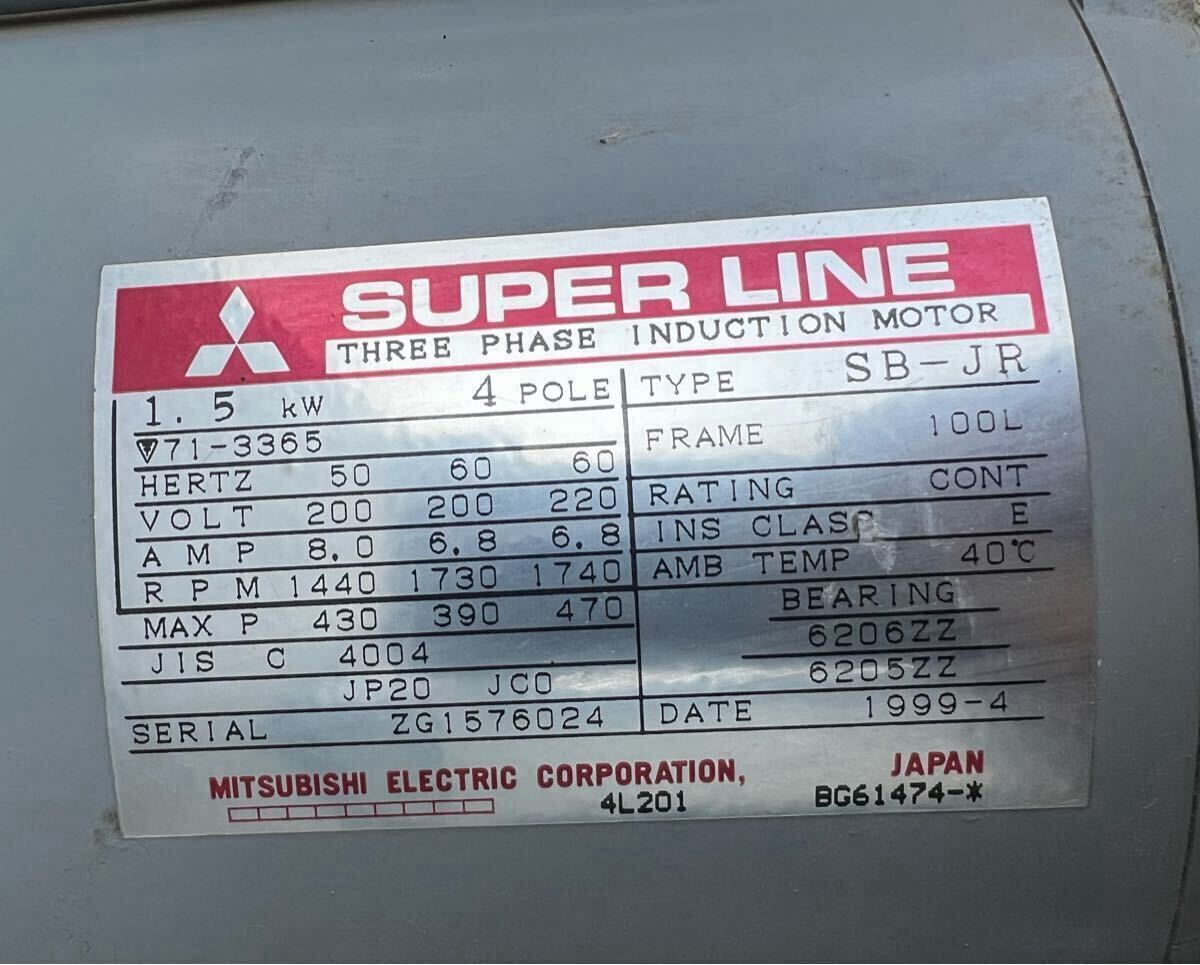 SUPER LINE
THREE PHASE INDUCTION MOTOR
1.5 kW 4 POLE
71-3365
HERTZ 50 60 60
VOLT 200 200 220
AMP 8.0 6.8 6.8
RPM 1440 1730 1740
MAX P 430 390 470
JIS C 4004
JP20 JC0
SERIAL ZG1576024
TYPE SB-JR
FRAME 100L
RATING CONT
INS CLASS E
AMB TEMP 40℃
BEARING
6206ZZ
6205ZZ
DATE 1999-4
MITSUBISHI ELECTRIC CORPORATION, JAPAN
4L201 BG61474-*